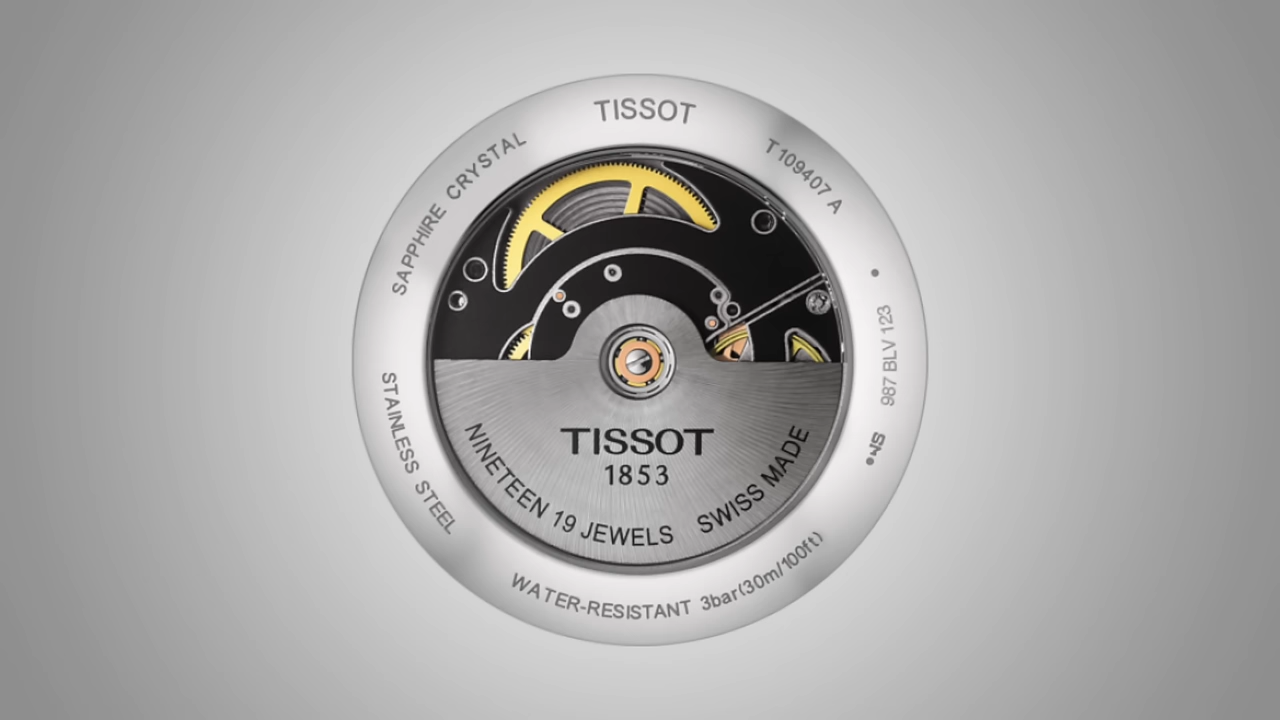 TISSOT
T109407 A
987 BLV 123
WATER-RESISTANT 3bar(30m/100ft)
STAINLESS STEEL
SAPPHIRE CRYSTAL
TISSOT
1853
NINETEEN 19 JEWELS SWISS MADE